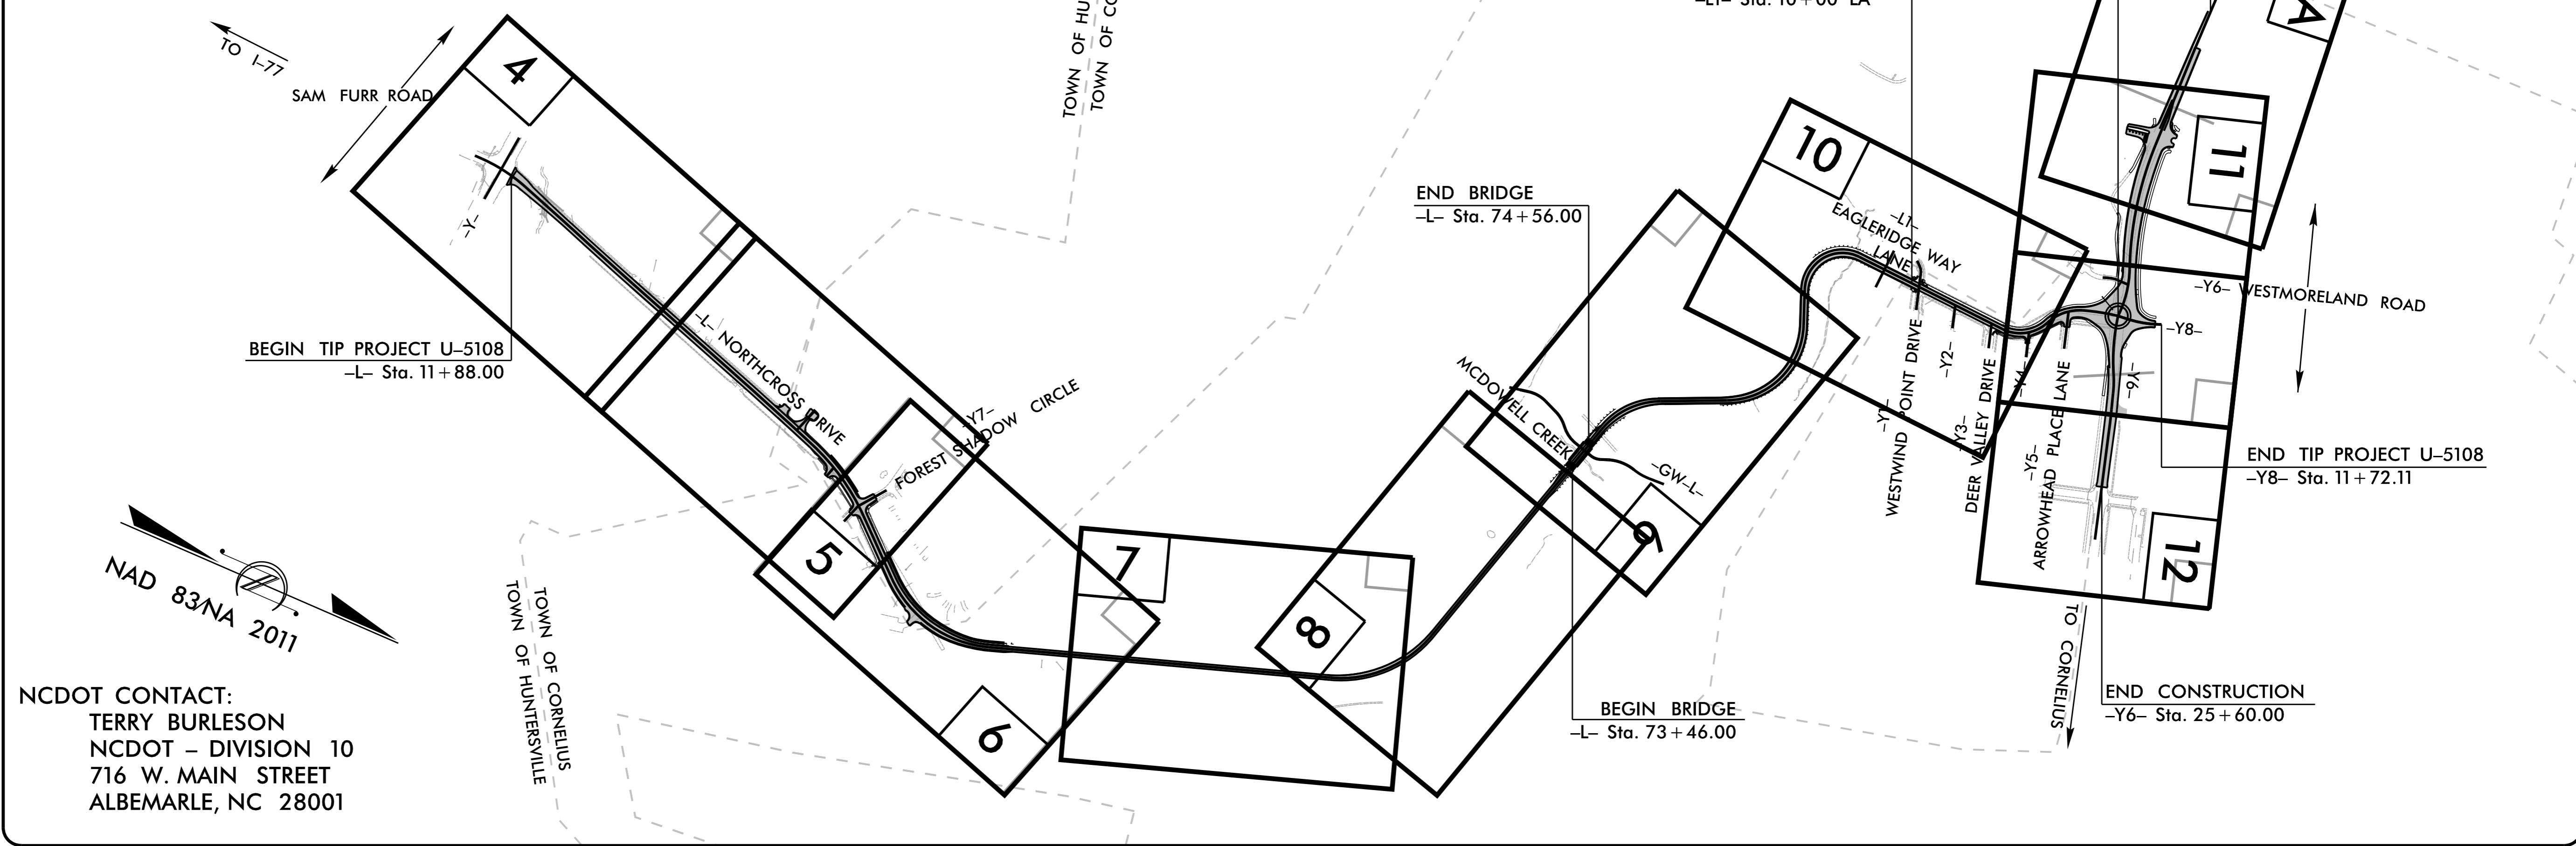 -L1- Sta. 10+00 LA
TO I-77
SAM FURR ROAD
4
-Y-
BEGIN TIP PROJECT U-5108
-L- Sta. 11+88.00
-L- NORTHCROSS DRIVE
-Y7-
FOREST SHADOW CIRCLE
5
6
7
8
9
10
11
12
A
TOWN OF HU
TOWN OF CO
END BRIDGE
-L- Sta. 74+56.00
MCDOWELL CREEK
-GW-L-
BEGIN BRIDGE
-L- Sta. 73+46.00
-L1-
EAGLERIDGE WAY
LANE
-Y1-
WESTWIND POINT DRIVE
-Y2-
-Y3-
DEER VALLEY DRIVE
-Y4-
-Y5-
ARROWHEAD PLACE LANE
-Y6- WESTMORELAND ROAD
-Y8-
-Y6-
END TIP PROJECT U-5108
-Y8- Sta. 11+72.11
TO CORNELIUS
END CONSTRUCTION
-Y6- Sta. 25+60.00
TOWN OF CORNELIUS
TOWN OF HUNTERSVILLE
NAD 83/NA 2011
NCDOT CONTACT:
TERRY BURLESON
NCDOT - DIVISION 10
716 W. MAIN STREET
ALBEMARLE, NC 28001